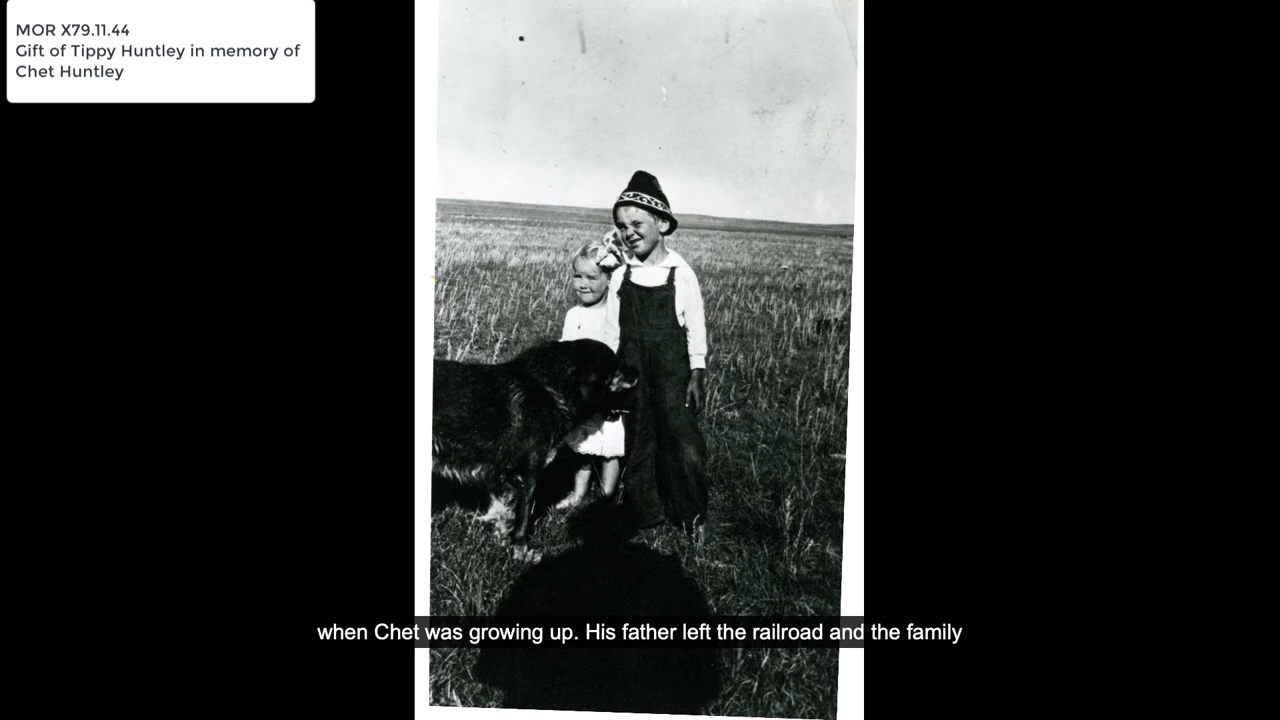 MOR X79.11.44
Gift of Tippy Huntley in memory of
Chet Huntley
when Chet was growing up. His father left the railroad and the family